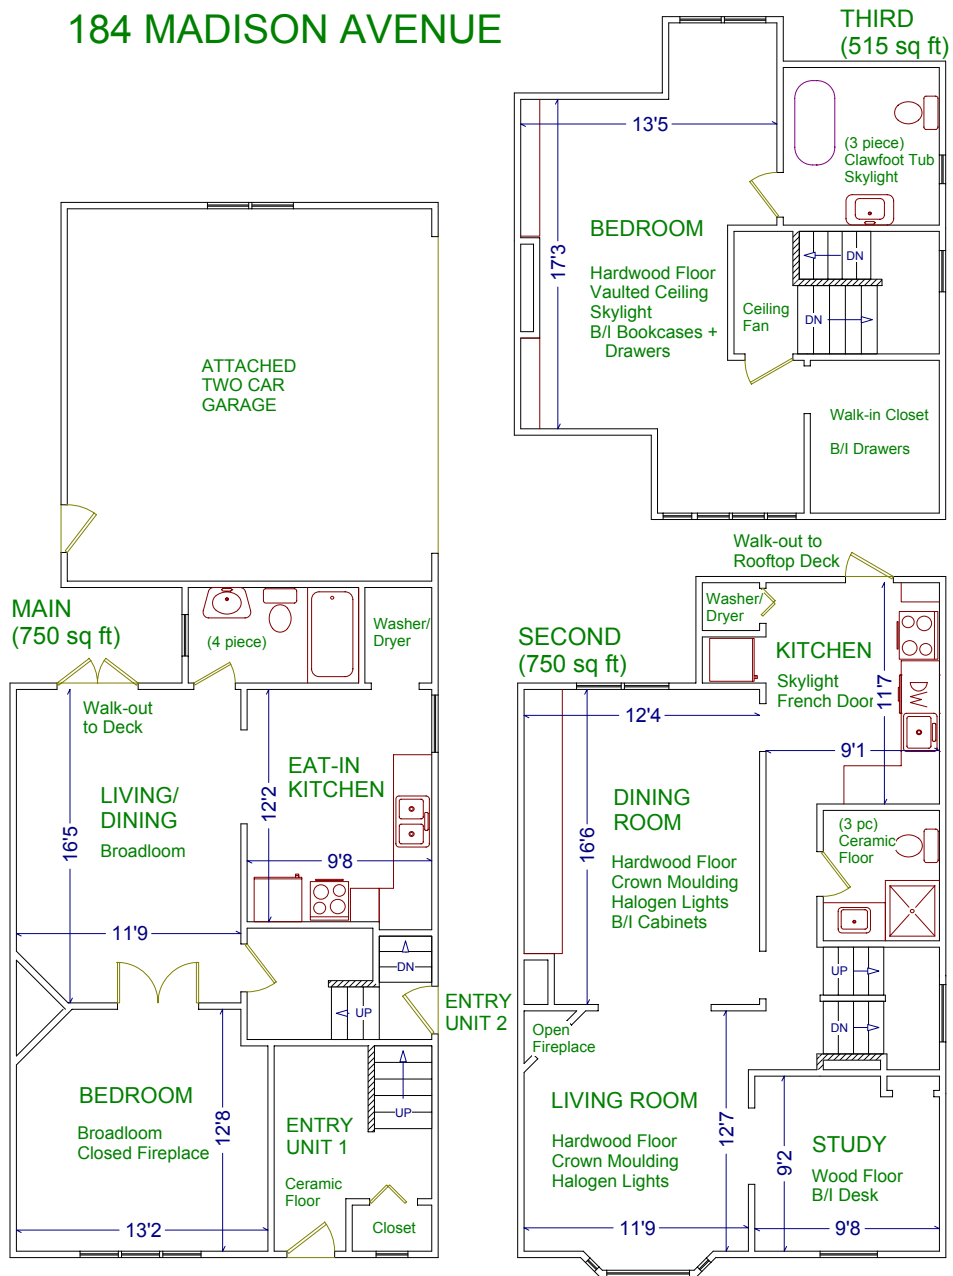 184 MADISON AVENUE
THIRD
(515 sq ft)
13'5
17'3
(3 piece)
Clawfoot Tub
Skylight
BEDROOM
Hardwood Floor
Vaulted Ceiling
Skylight
B/I Bookcases +
Drawers
DN
DN
Ceiling
Fan
Walk-in Closet
B/I Drawers
ATTACHED
TWO CAR
GARAGE
MAIN
(750 sq ft)
(4 piece)
Washer/
Dryer
Walk-out
to Deck
LIVING/
DINING
Broadloom
16'5
11'9
EAT-IN
KITCHEN
12'2
9'8
DN
UP
ENTRY
UNIT 2
BEDROOM
Broadloom
Closed Fireplace
12'8
13'2
UP
ENTRY
UNIT 1
Ceramic
Floor
Closet
Walk-out to
Rooftop Deck
SECOND
(750 sq ft)
Washer/
Dryer
KITCHEN
Skylight
French Door
11'7
DW
9'1
12'4
DINING
ROOM
16'6
Hardwood Floor
Crown Moulding
Halogen Lights
B/I Cabinets
(3 pc)
Ceramic
Floor
UP
DN
Open
Fireplace
LIVING ROOM
Hardwood Floor
Crown Moulding
Halogen Lights
12'7
11'9
STUDY
Wood Floor
B/I Desk
9'2
9'8